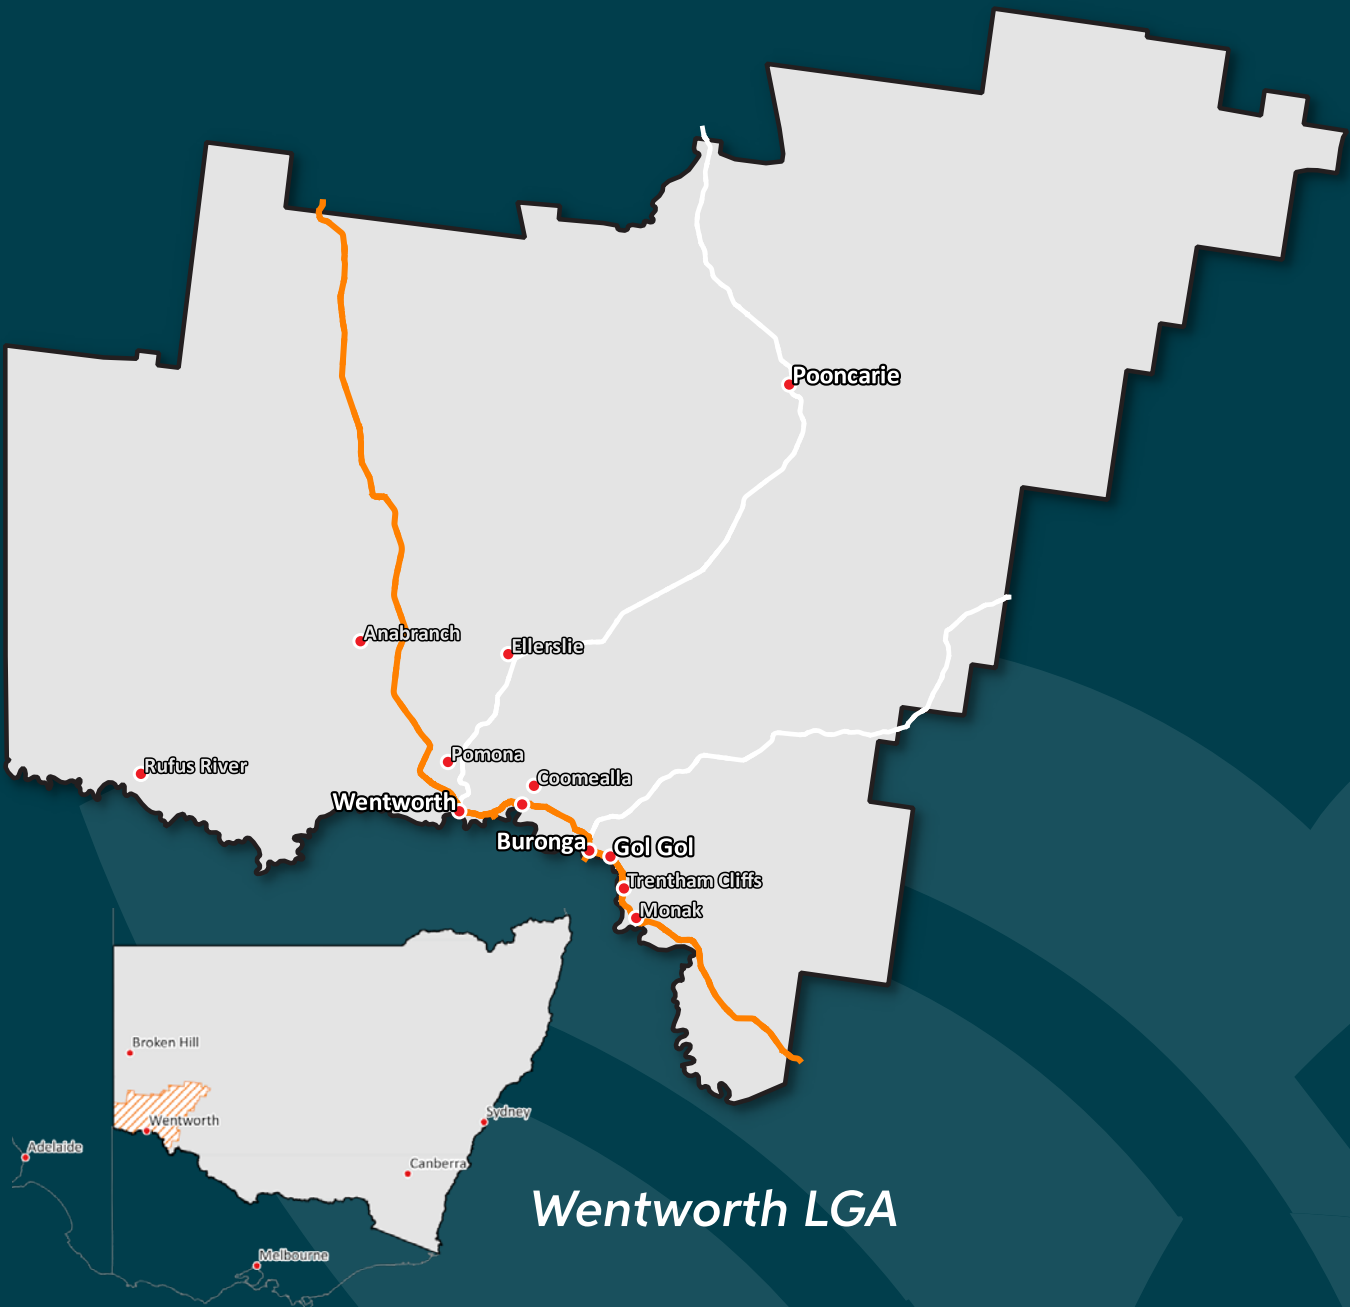 Pooncarie
Anabranch
Ellerslie
Pomona
Rufus River
Coomealla
Wentworth
Buronga
Gol Gol
Trentham Cliffs
Monak
Broken Hill
Wentworth
Sydney
Adelaide
Canberra
Wentworth LGA
Melbourne